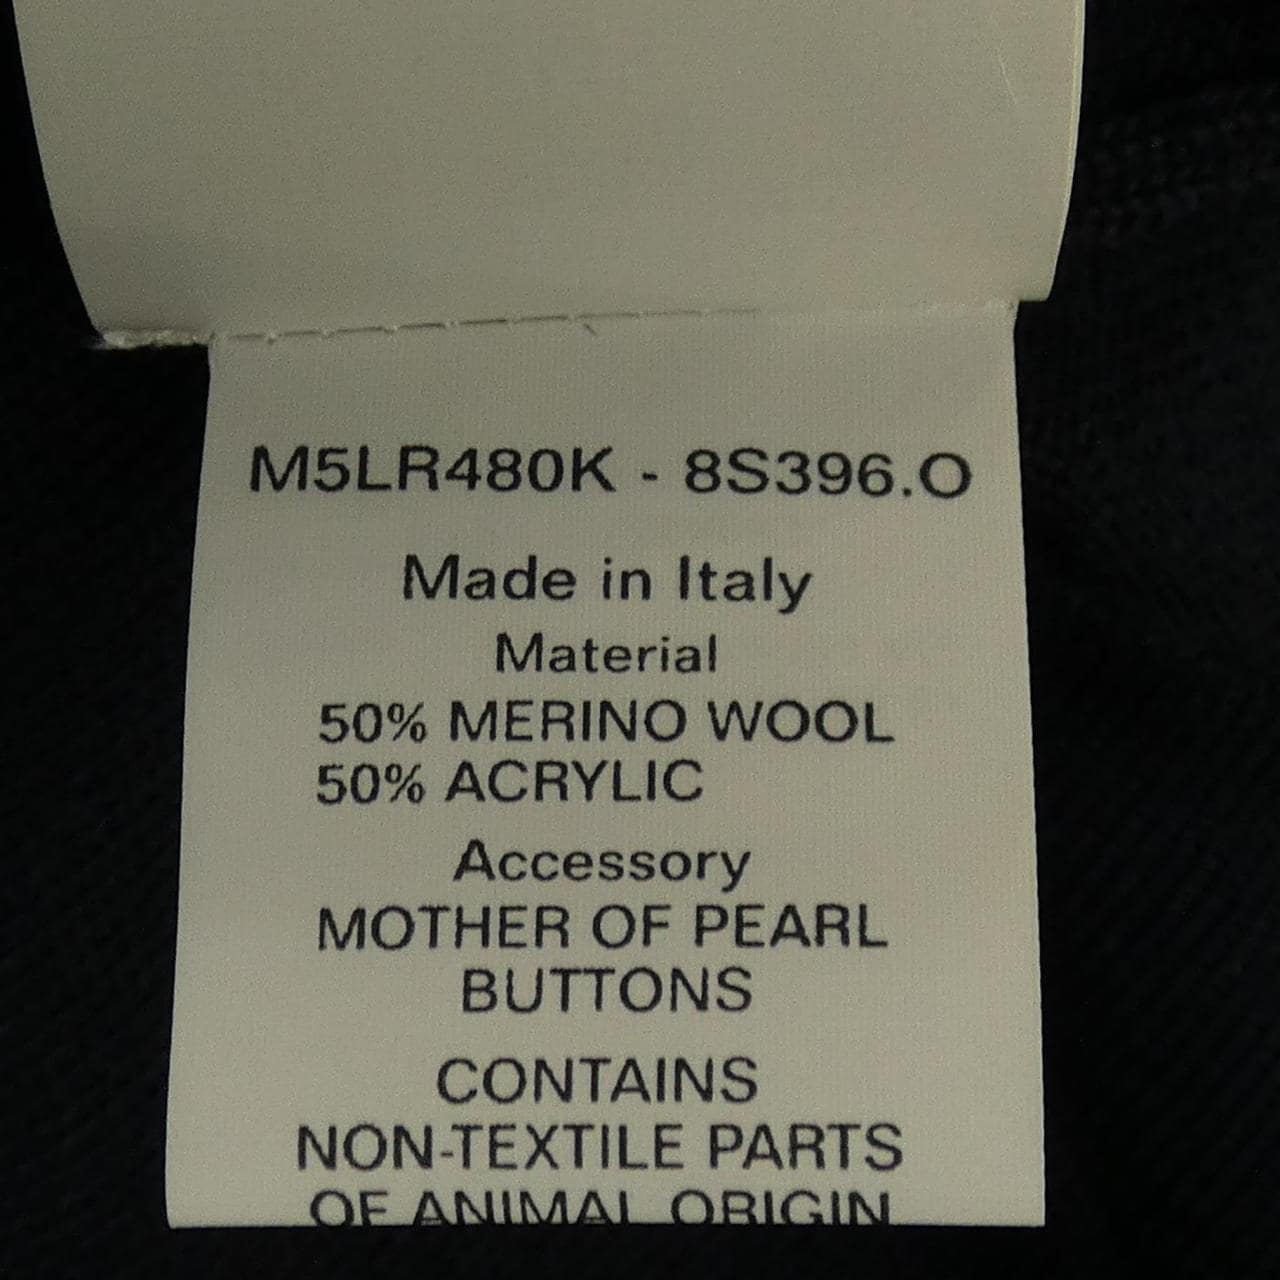 M5LR480K - 8S396.O
Made in Italy
Material
50% MERINO WOOL
50% ACRYLIC
Accessory
MOTHER OF PEARL
BUTTONS
CONTAINS
NON-TEXTILE PARTS
OF ANIMAL ORIGIN